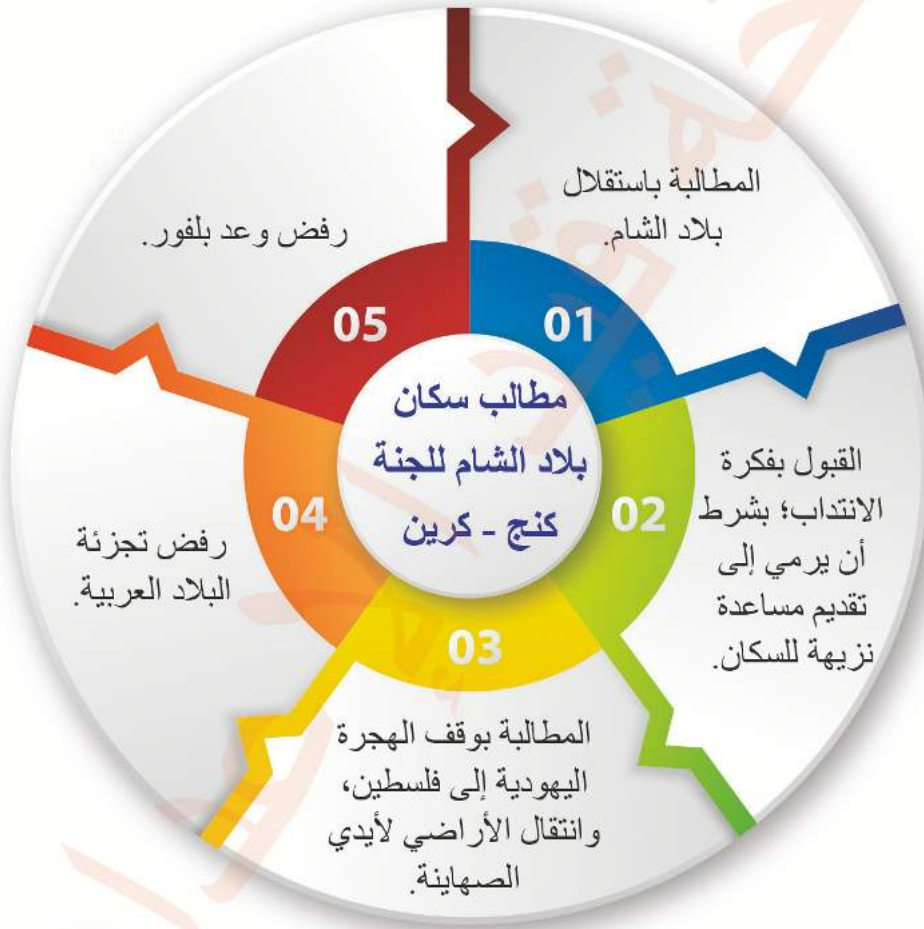 مطالب سكان
بلاد الشام للجنة
كنج - كرين
01
المطالبة باستقلال
بلاد الشام.
02
القبول بفكرة
الانتداب؛ بشرط
أن يرمي إلى
تقديم مساعدة
نزيهة للسكان.
03
المطالبة بوقف الهجرة
اليهودية إلى فلسطين،
وانتقال الأراضي لأيدي
الصهاينة.
04
رفض تجزئة
البلاد العربية.
05
رفض وعد بلفور.